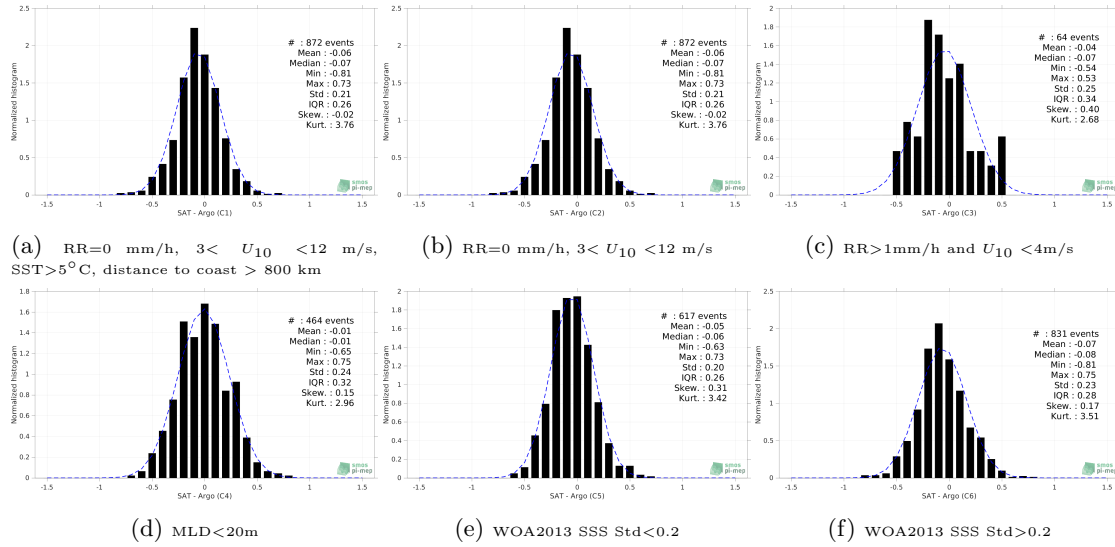 2.5
2
1.5
1
0.5
0
-1.5 -1 -0.5 0 0.5 1 1.5
Normalized histogram
SAT - Argo (C1)
# : 872 events
Mean : -0.06
Median : -0.07
Min : -0.81
Max : 0.73
Std : 0.21
IQR : 0.26
Skew. : -0.02
Kurt. : 3.76
smos
pi-mep
(a) RR=0 mm/h, 3< U10 <12 m/s,
SST>5°C, distance to coast > 800 km
2.5
2
1.5
1
0.5
0
-1.5 -1 -0.5 0 0.5 1 1.5
Normalized histogram
SAT - Argo (C2)
# : 872 events
Mean : -0.06
Median : -0.07
Min : -0.81
Max : 0.73
Std : 0.21
IQR : 0.26
Skew. : -0.02
Kurt. : 3.76
smos
pi-mep
(b) RR=0 mm/h, 3< U10 <12 m/s
2
1.8
1.6
1.4
1.2
1
0.8
0.6
0.4
0.2
0
-1.5 -1 -0.5 0 0.5 1 1.5
Normalized histogram
SAT - Argo (C3)
# : 64 events
Mean : -0.04
Median : -0.07
Min : -0.54
Max : 0.53
Std : 0.25
IQR : 0.34
Skew. : 0.40
Kurt. : 2.68
smos
pi-mep
(c) RR>1mm/h and U10 <4m/s
1.8
1.6
1.4
1.2
1
0.8
0.6
0.4
0.2
0
-1.5 -1 -0.5 0 0.5 1 1.5
Normalized histogram
SAT - Argo (C4)
# : 464 events
Mean : -0.01
Median : -0.01
Min : -0.65
Max : 0.75
Std : 0.24
IQR : 0.32
Skew. : 0.15
Kurt. : 2.96
smos
pi-mep
(d) MLD<20m
2
1.8
1.6
1.4
1.2
1
0.8
0.6
0.4
0.2
0
-1.5 -1 -0.5 0 0.5 1 1.5
Normalized histogram
SAT - Argo (C5)
# : 617 events
Mean : -0.05
Median : -0.06
Min : -0.63
Max : 0.73
Std : 0.20
IQR : 0.26
Skew. : 0.31
Kurt. : 3.42
smos
pi-mep
(e) WOA2013 SSS Std<0.2
2.5
2
1.5
1
0.5
0
-1.5 -1 -0.5 0 0.5 1 1.5
Normalized histogram
SAT - Argo (C6)
# : 831 events
Mean : -0.07
Median : -0.08
Min : -0.81
Max : 0.75
Std : 0.23
IQR : 0.28
Skew. : 0.17
Kurt. : 3.51
smos
pi-mep
(f) WOA2013 SSS Std>0.2